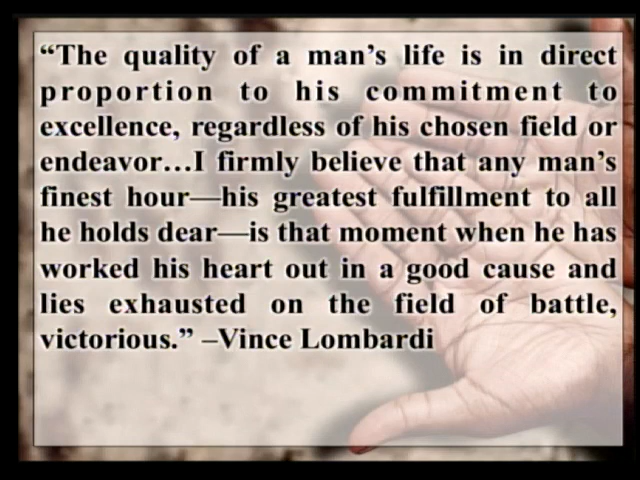 “The quality of a man’s life is in direct
proportion to his commitment to
excellence, regardless of his chosen field or
endeavor…I firmly believe that any man’s
finest hour—his greatest fulfillment to all
he holds dear—is that moment when he has
worked his heart out in a good cause and
lies exhausted on the field of battle,
victorious.” –Vince Lombardi